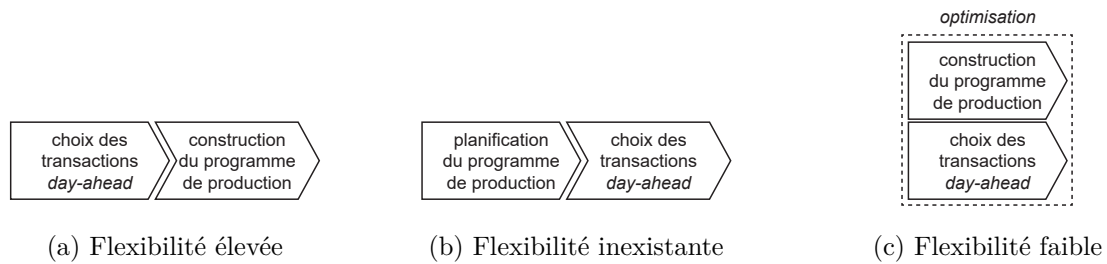 optimisation
choix des
transactions
day-ahead
construction
du programme
de production
planification
du programme
de production
choix des
transactions
day-ahead
construction
du programme
de production
choix des
transactions
day-ahead
(a) Flexibilité élevée
(b) Flexibilité inexistante
(c) Flexibilité faible